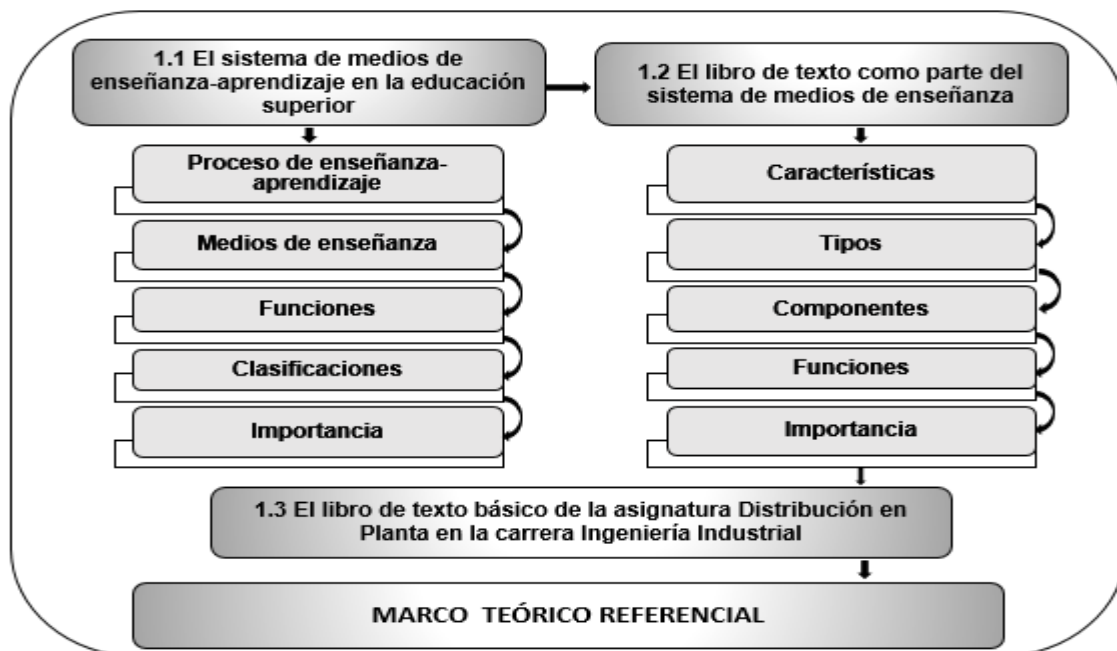 1.1 El sistema de medios de
enseñanza-aprendizaje en la educación
superior
1.2 El libro de texto como parte del
sistema de medios de enseñanza
Proceso de enseñanza-
aprendizaje
Medios de enseñanza
Funciones
Clasificaciones
Importancia
Características
Tipos
Componentes
Funciones
Importancia
1.3 El libro de texto básico de la asignatura Distribución en
Planta en la carrera Ingeniería Industrial
MARCO TEÓRICO REFERENCIAL